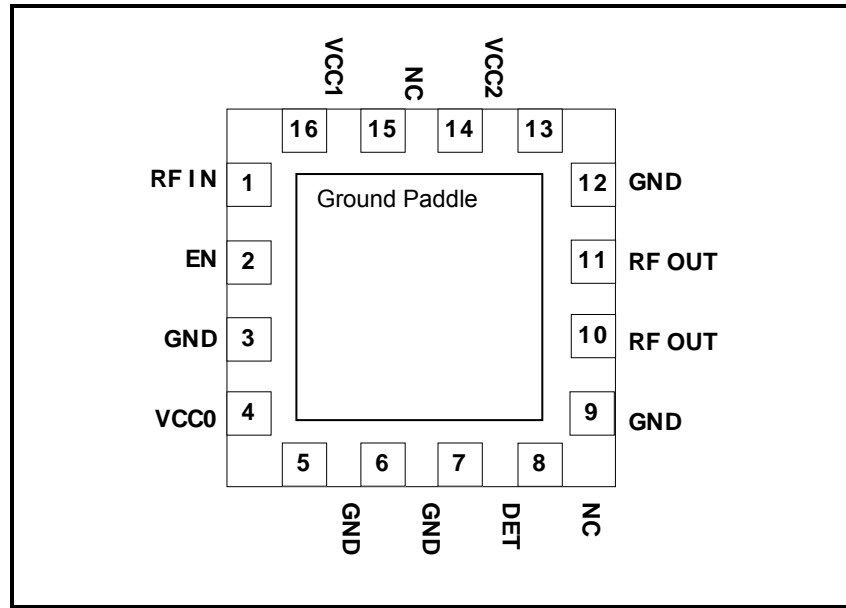 VCC1
NC
VCC2
16
15
14
13
RF IN
1
Ground Paddle
12
GND
EN
2
11
RF OUT
GND
3
10
RF OUT
VCC0
4
9
GND
5
6
7
8
GND
GND
DET
NC